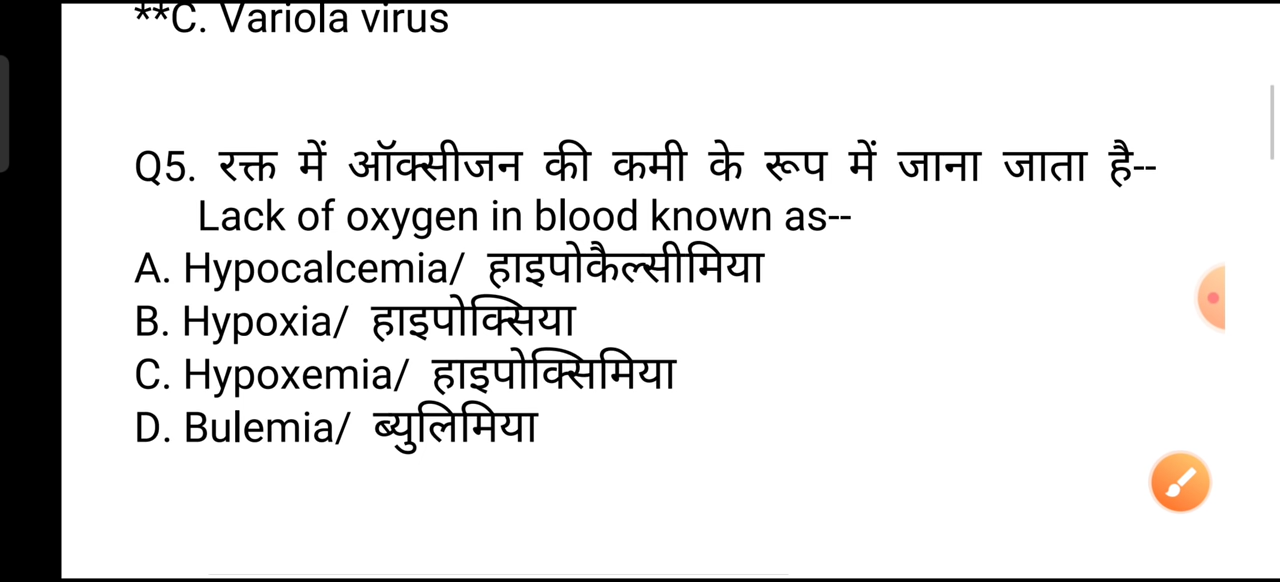 **C. Variola virus
Q5. रक्त में ऑक्सीजन की कमी के रूप में जाना जाता है--
Lack of oxygen in blood known as--
A. Hypocalcemia/ हाइपोकैल्सीमिया
B. Hypoxia/ हाइपोक्सिया
C. Hypoxemia/ हाइपोक्सिमिया
D. Bulemia/ ब्युलिमिया